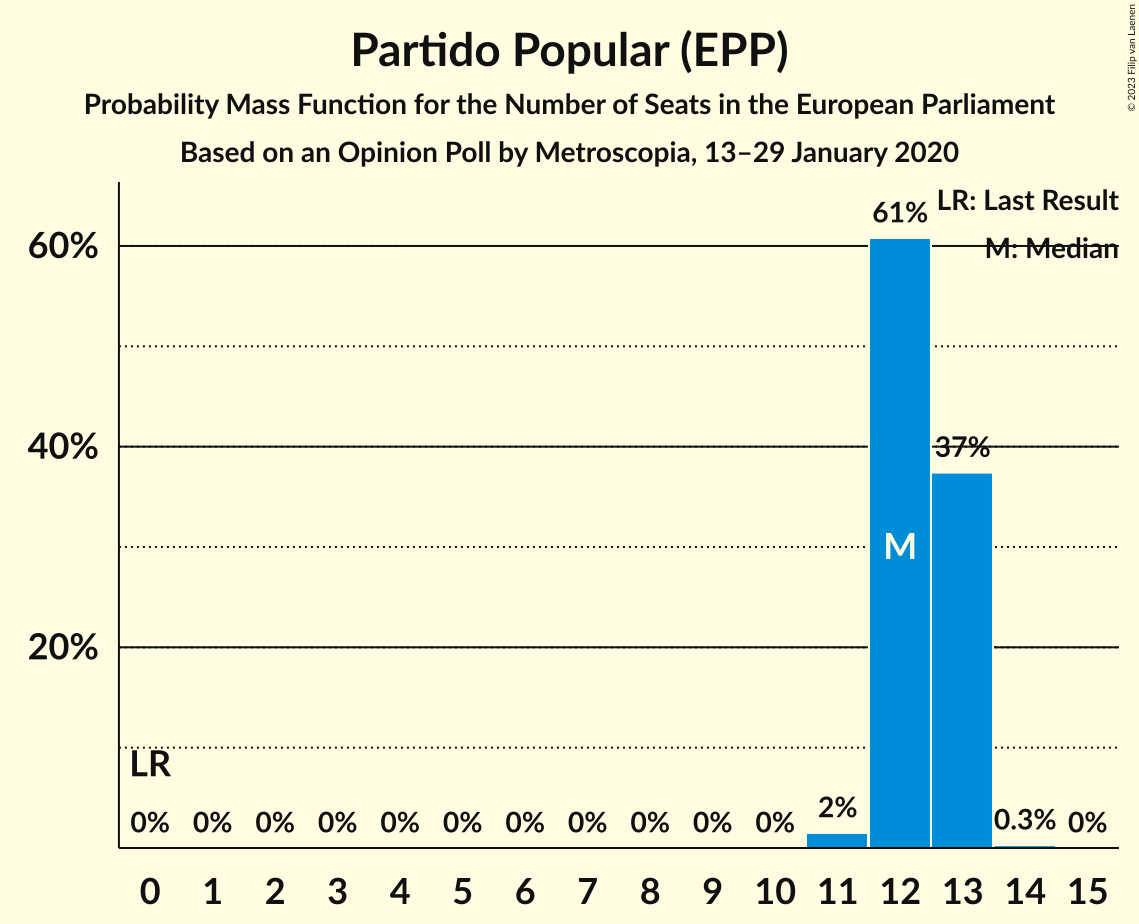 Partido Popular (EPP)
Probability Mass Function for the Number of Seats in the European Parliament
Based on an Opinion Poll by Metroscopia, 13–29 January 2020
© 2023 Filip van Laenen
LR: Last Result
M: Median
61%
60%
40%
37%
M
20%
LR
0% 0% 0% 0% 0% 0% 0% 0% 0% 0% 0% 2% 0.3% 0%
0 1 2 3 4 5 6 7 8 9 10 11 12 13 14 15